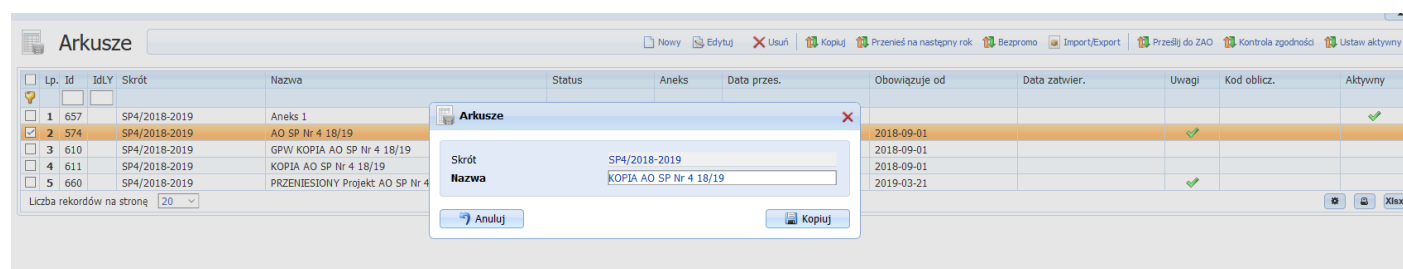 Arkusze
Nowy Edytuj Usuń Kopiuj Przenieś na następny rok Bezpromo Import/Export Prześlij do ZAO Kontrola zgodności Ustaw aktywny
Lp. Id IdLY Skrót Nazwa Status Aneks Data przes. Obowiązuje od Data zatwier. Uwagi Kod oblicz. Aktywny
1 657 SP4/2018-2019 Aneks 1
2 574 SP4/2018-2019 AO SP Nr 4 18/19 2018-09-01
3 610 SP4/2018-2019 GPW KOPIA AO SP Nr 4 18/19 2018-09-01
4 611 SP4/2018-2019 KOPIA AO SP Nr 4 18/19 2018-09-01
5 660 SP4/2018-2019 PRZENIESIONY Projekt AO SP Nr 4 2019-03-21
Liczba rekordów na stronę 20 Xlsx
Arkusze
Skrót SP4/2018-2019
Nazwa KOPIA AO SP Nr 4 18/19
Anuluj Kopiuj